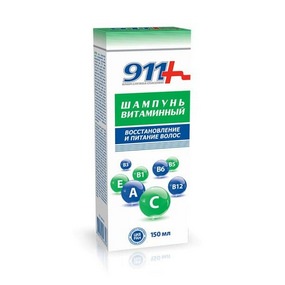 911+
ШАМПУНЬ
ВИТАМИННЫЙ
ВОССТАНОВЛЕНИЕ
И ПИТАНИЕ ВОЛОС
B3
B1
B6
B5
E
A
C
B12
150 мл